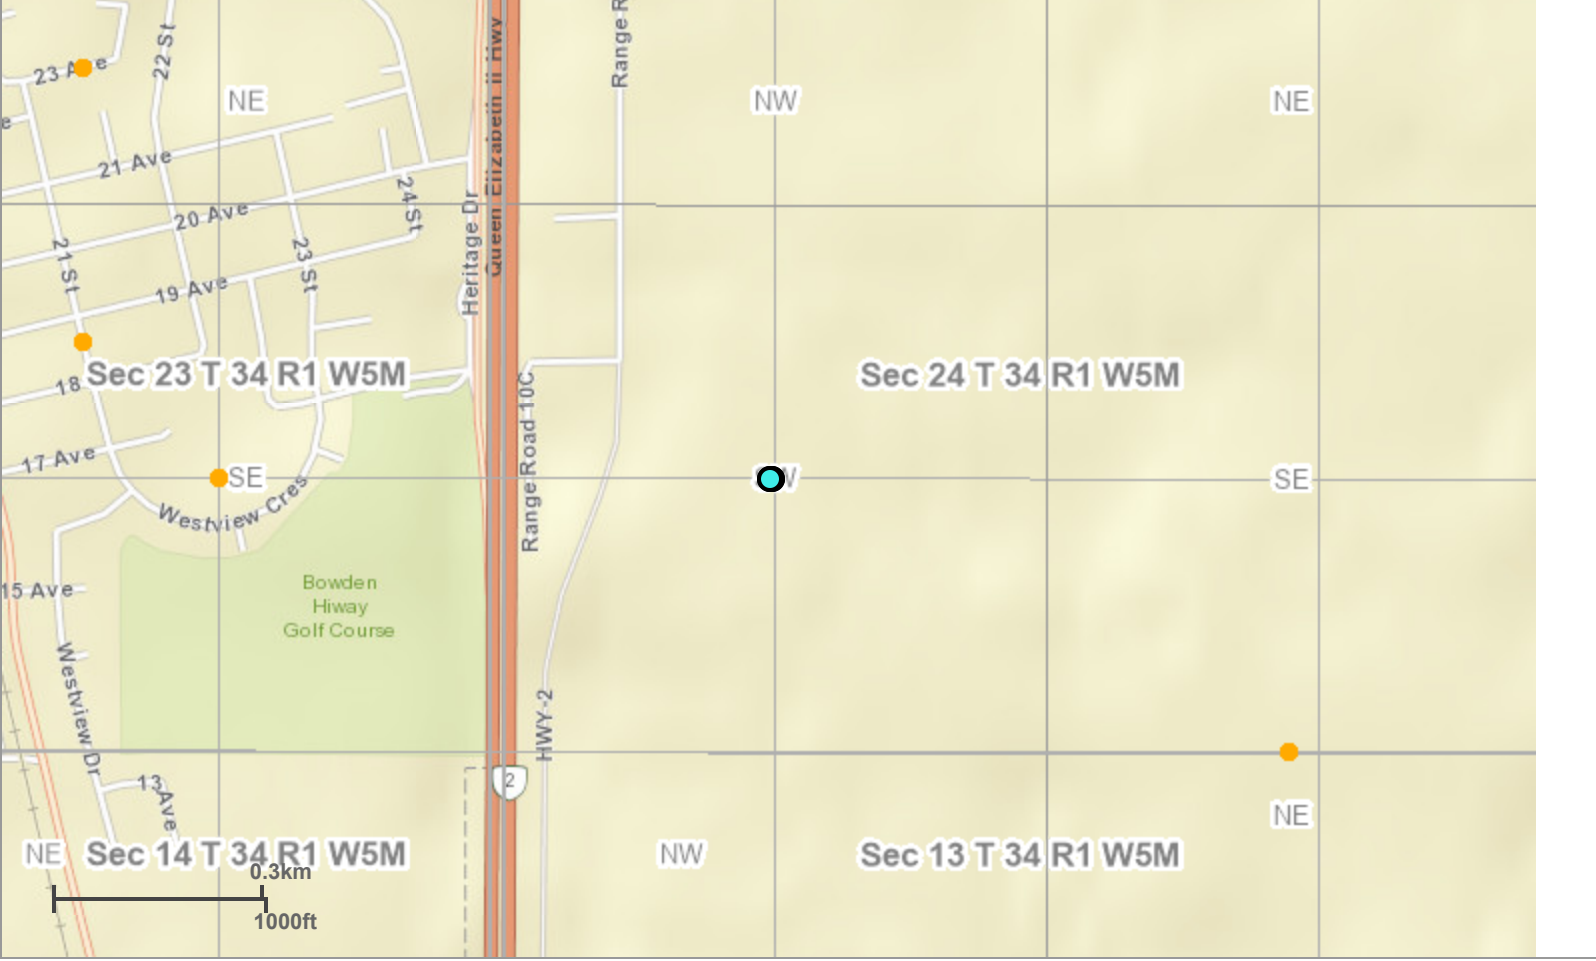 22 St
Queen Elizabeth II Hwy
23 Ave
NE
NW
NE
e
21 Ave
24 St
20 Ave
Heritage Dr
21 St
23 St
19 Ave
Sec 23 T 34 R1 W5M
Sec 24 T 34 R1 W5M
18
Range Road 10C
17 Ave
SE
SE
Westview Cres
15 Ave
Bowden
Hiway
Golf Course
Westview Dr
HWY-2
13 Ave
2
NE
NE
Sec 14 T 34 R1 W5M
NW
Sec 13 T 34 R1 W5M
0.3km
1000ft